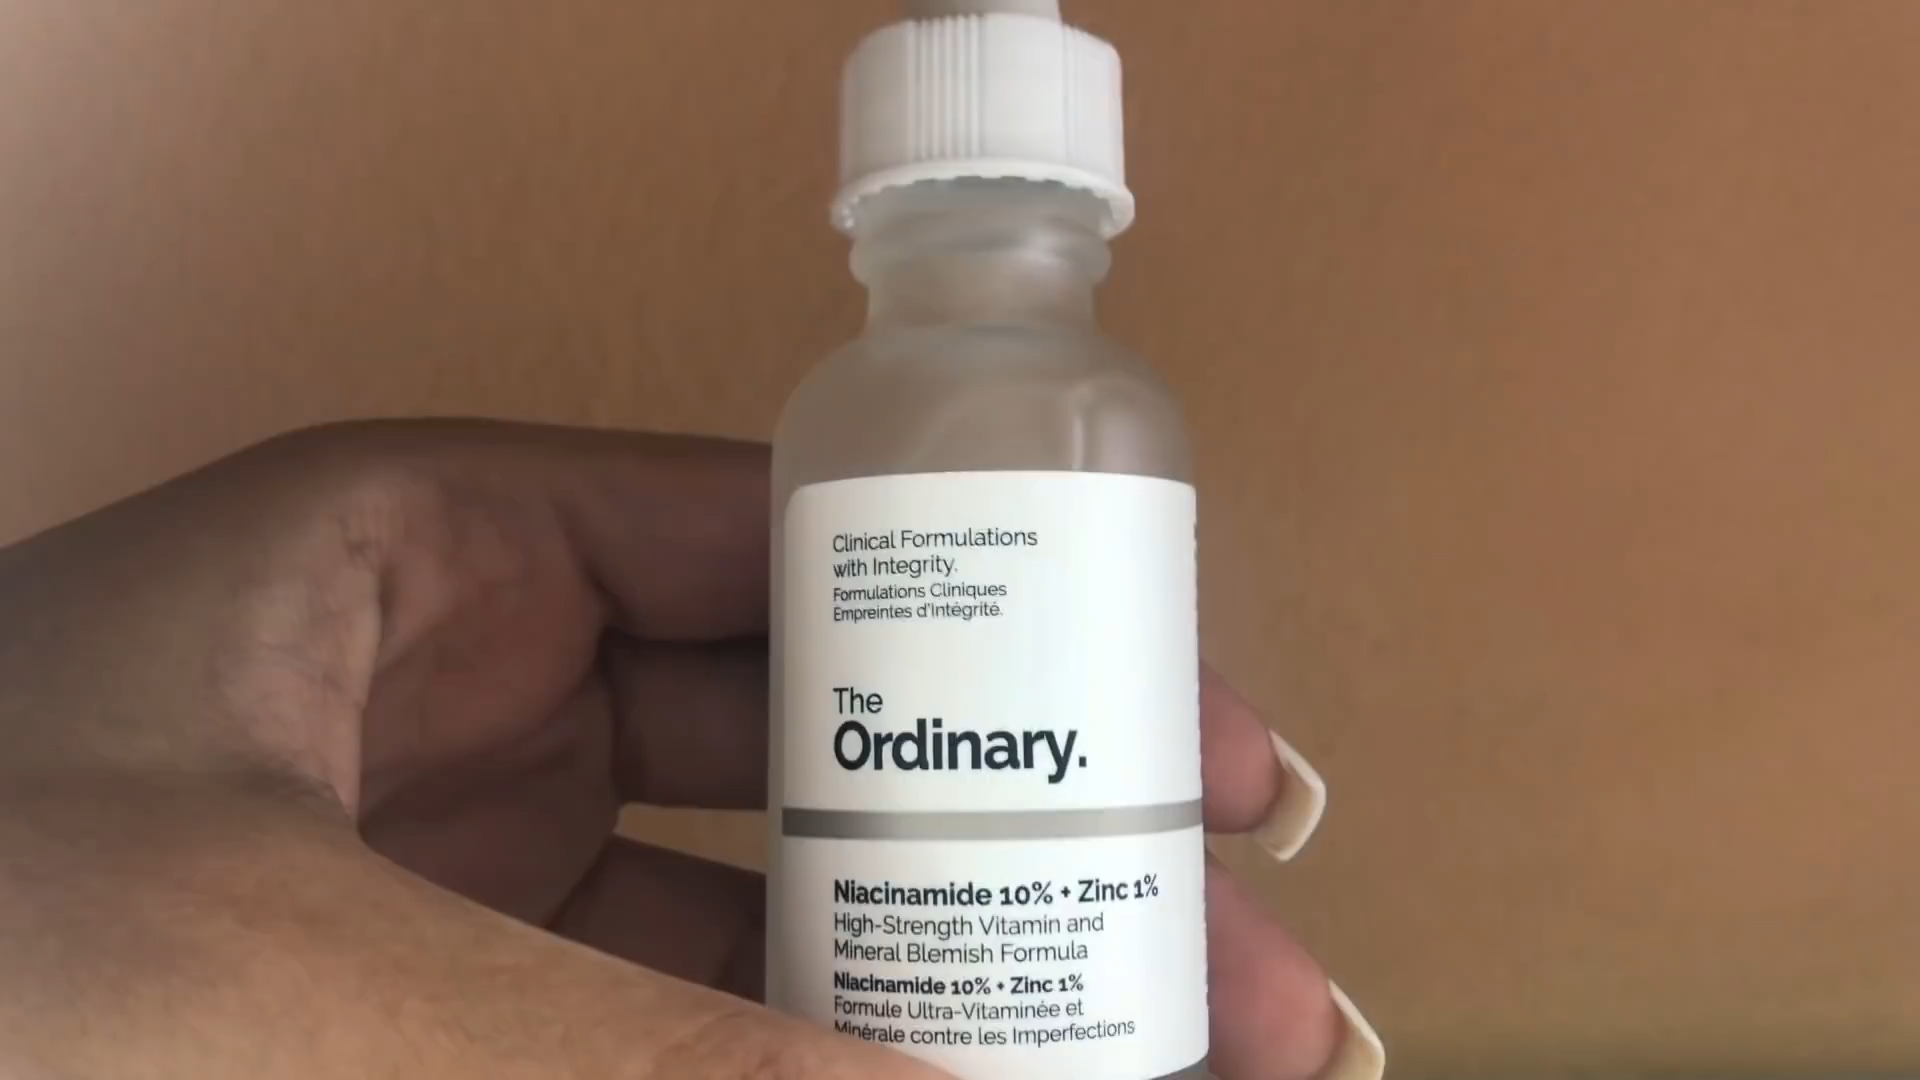 Clinical Formulations
with Integrity.
Formulations Cliniques
Empreintes d'Intégrité.
The
Ordinary.
Niacinamide 10% + Zinc 1%
High-Strength Vitamin and
Mineral Blemish Formula
Niacinamide 10% + Zinc 1%
Formule Ultra-Vitaminée et
Minérale contre les Imperfections